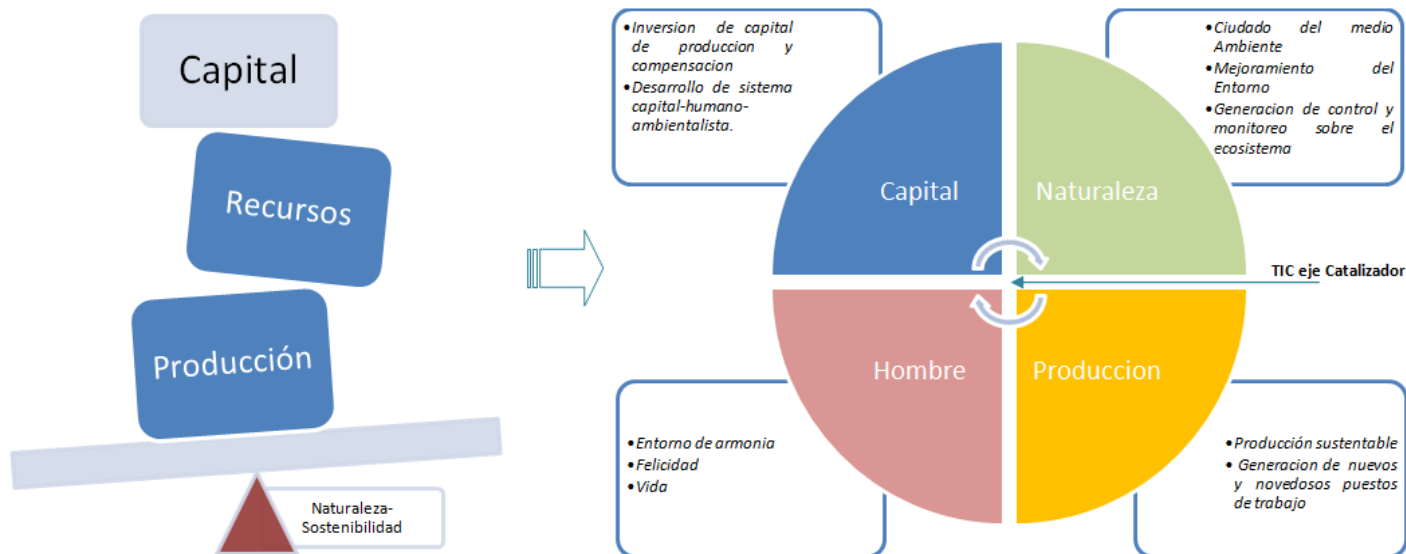 Capital
Recursos
Producción
Naturaleza-
Sostenibilidad
•Inversion de capital
de produccion y
compensacion
•Desarrollo de sistema
capital-humano-
ambientalista.
•Ciudado del medio
Ambiente
•Mejoramiento del
Entorno
•Generacion de control y
monitoreo sobre el
ecosistema
Capital
Naturaleza
TIC eje Catalizador
Hombre
Produccion
•Entorno de armonia
•Felicidad
•Vida
•Producción sustentable
• Generacion de nuevos
y novedosos puestos
de trabajo